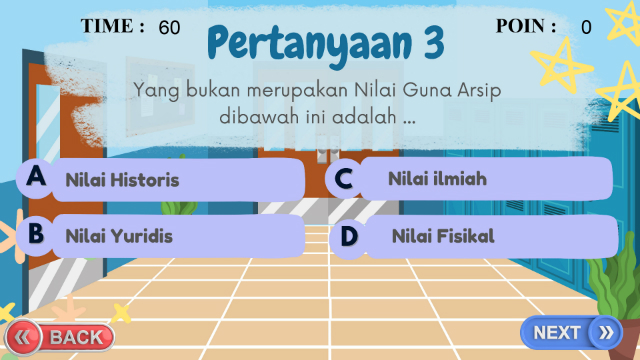 TIME : 60
POIN : 0
Pertanyaan 3
Yang bukan merupakan Nilai Guna Arsip
dibawah ini adalah ...
A Nilai Historis
C Nilai ilmiah
B Nilai Yuridis
D Nilai Fisikal
BACK
NEXT